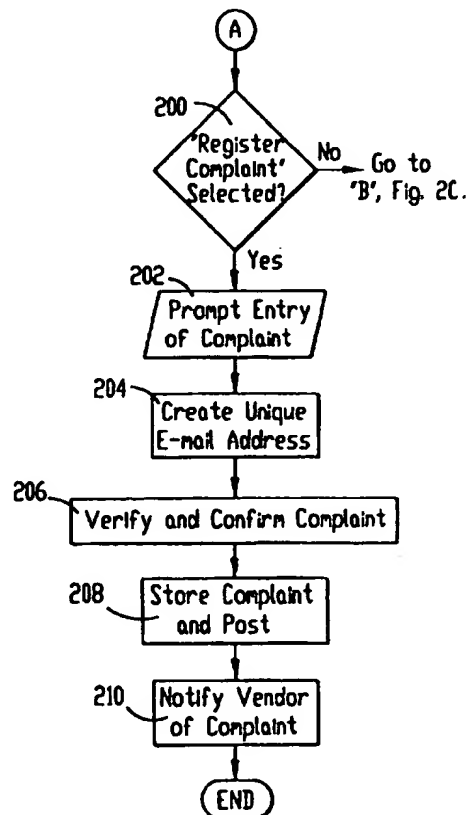 A
200
"Register
Complaint"
Selected?
No
Go to
"B", Fig. 2C.
Yes
202
Prompt Entry
of Complaint
204
Create Unique
E-mail Address
206
Verify and Confirm Complaint
208
Store Complaint
and Post
210
Notify Vendor
of Complaint
END